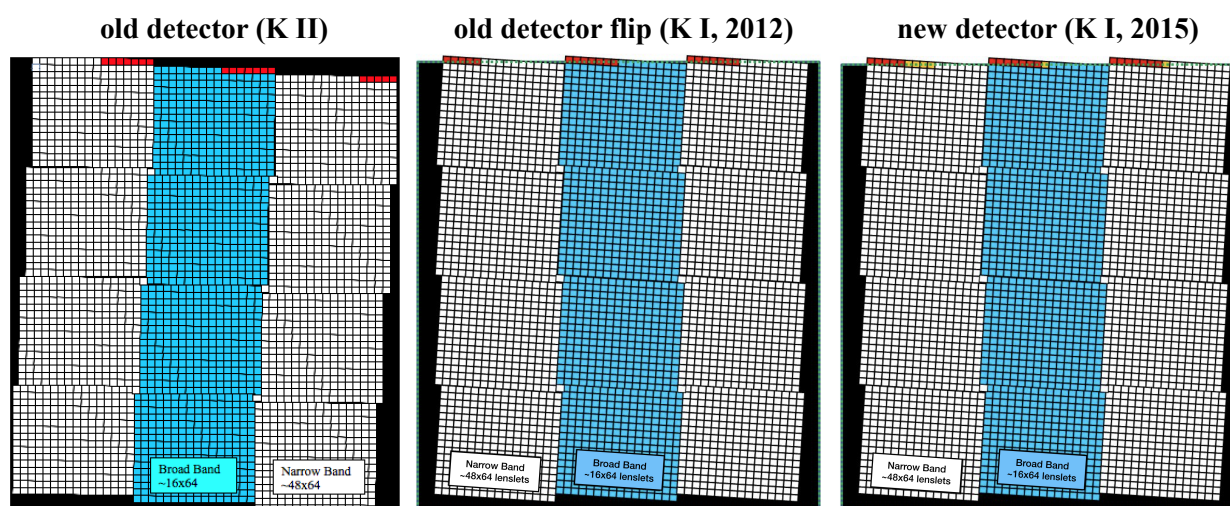 old detector (K II)
old detector flip (K I, 2012)
new detector (K I, 2015)
Broad Band
~16x64
Narrow Band
~48x64
Narrow Band
~48x64 lenslets
Broad Band
~16x64 lenslets
Narrow Band
~48x64 lenslets
Broad Band
~16x64 lenslets